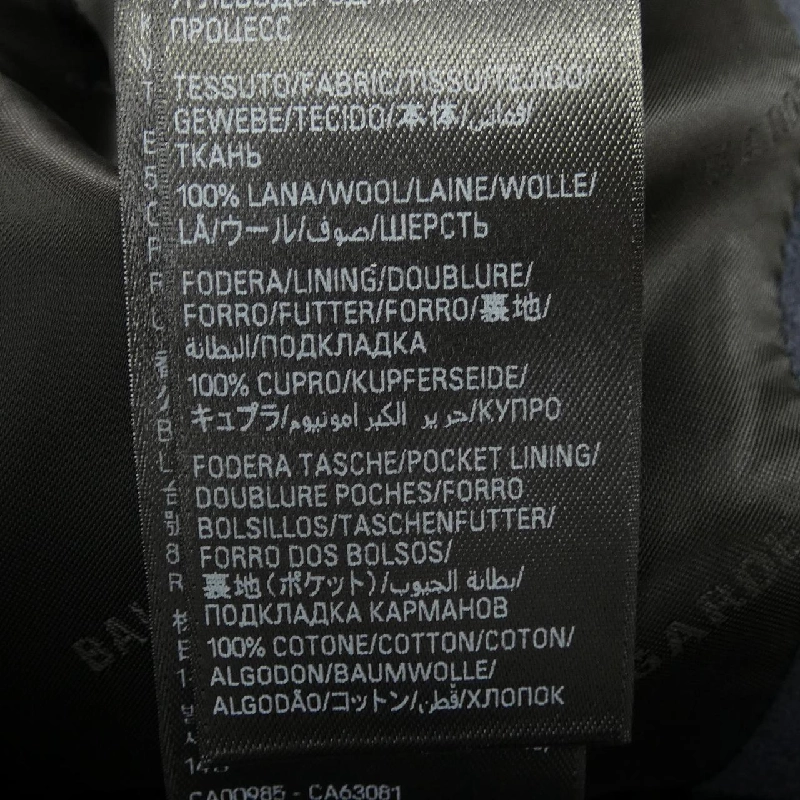 ПРОЦЕСС
TESSUTO/FABRIC/TISSU/TEJIDO/
GEWEBE/TECIDO/本体/قماش/
ТКАНЬ
100% LANA/WOOL/LAINE/WOLLE/
LÃ/ウール/صوف/ШЕРСТЬ
FODERA/LINING/DOUBLURE/
FORRO/FUTTER/FORRO/裏地/
البطانة/ПОДКЛАДКА
100% CUPRO/KUPFERSEIDE/
キュプラ/حرير الكبر امونيوم/КУПРО
FODERA TASCHE/POCKET LINING/
DOUBLURE POCHES/FORRO
BOLSILLOS/TASCHENFUTTER/
FORRO DOS BOLSOS/
裏地(ポケット)/بطانة الجيوب/
ПОДКЛАДКА КАРМАНОВ
100% COTONE/COTTON/COTON/
ALGODON/BAUMWOLLE/
ALGODÃO/コットン/قطن/ХЛОПОК
CA00985 - CA63081